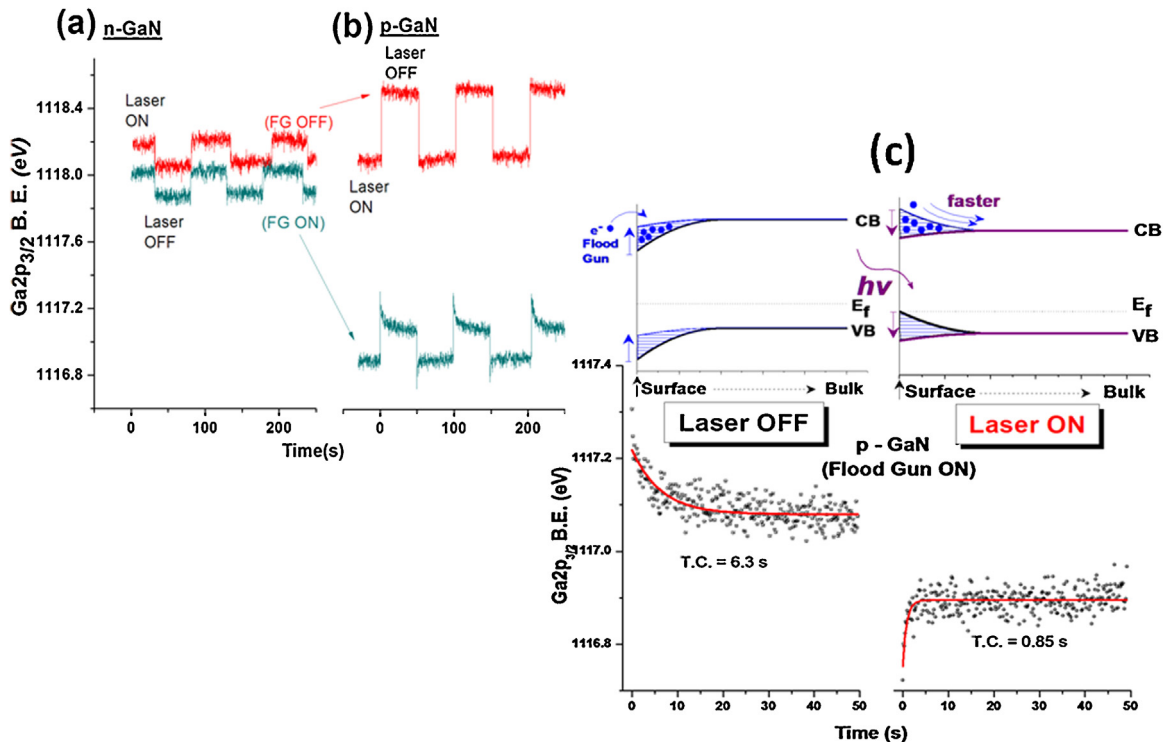 (a) n-GaN
(b) p-GaN
Laser
OFF
1118.4
Laser
ON
(FG OFF)
1118.0
(FG ON)
Laser
OFF
Laser
ON
1117.6
1117.2
1116.8
Ga2p3/2 B. E. (eV)
0 100 200
0 100 200
Time(s)
(c)
faster
e-
Flood
Gun
CB
CB
hν
Ef
VB
VB
Surface Bulk
Surface Bulk
Laser OFF
Laser ON
p - GaN
(Flood Gun ON)
1117.4
1117.2
1117.0
1116.8
Ga2p3/2 B.E. (eV)
T.C. = 6.3 s
T.C. = 0.85 s
0 10 20 30 40 50
0 10 20 30 40 50
Time (s)